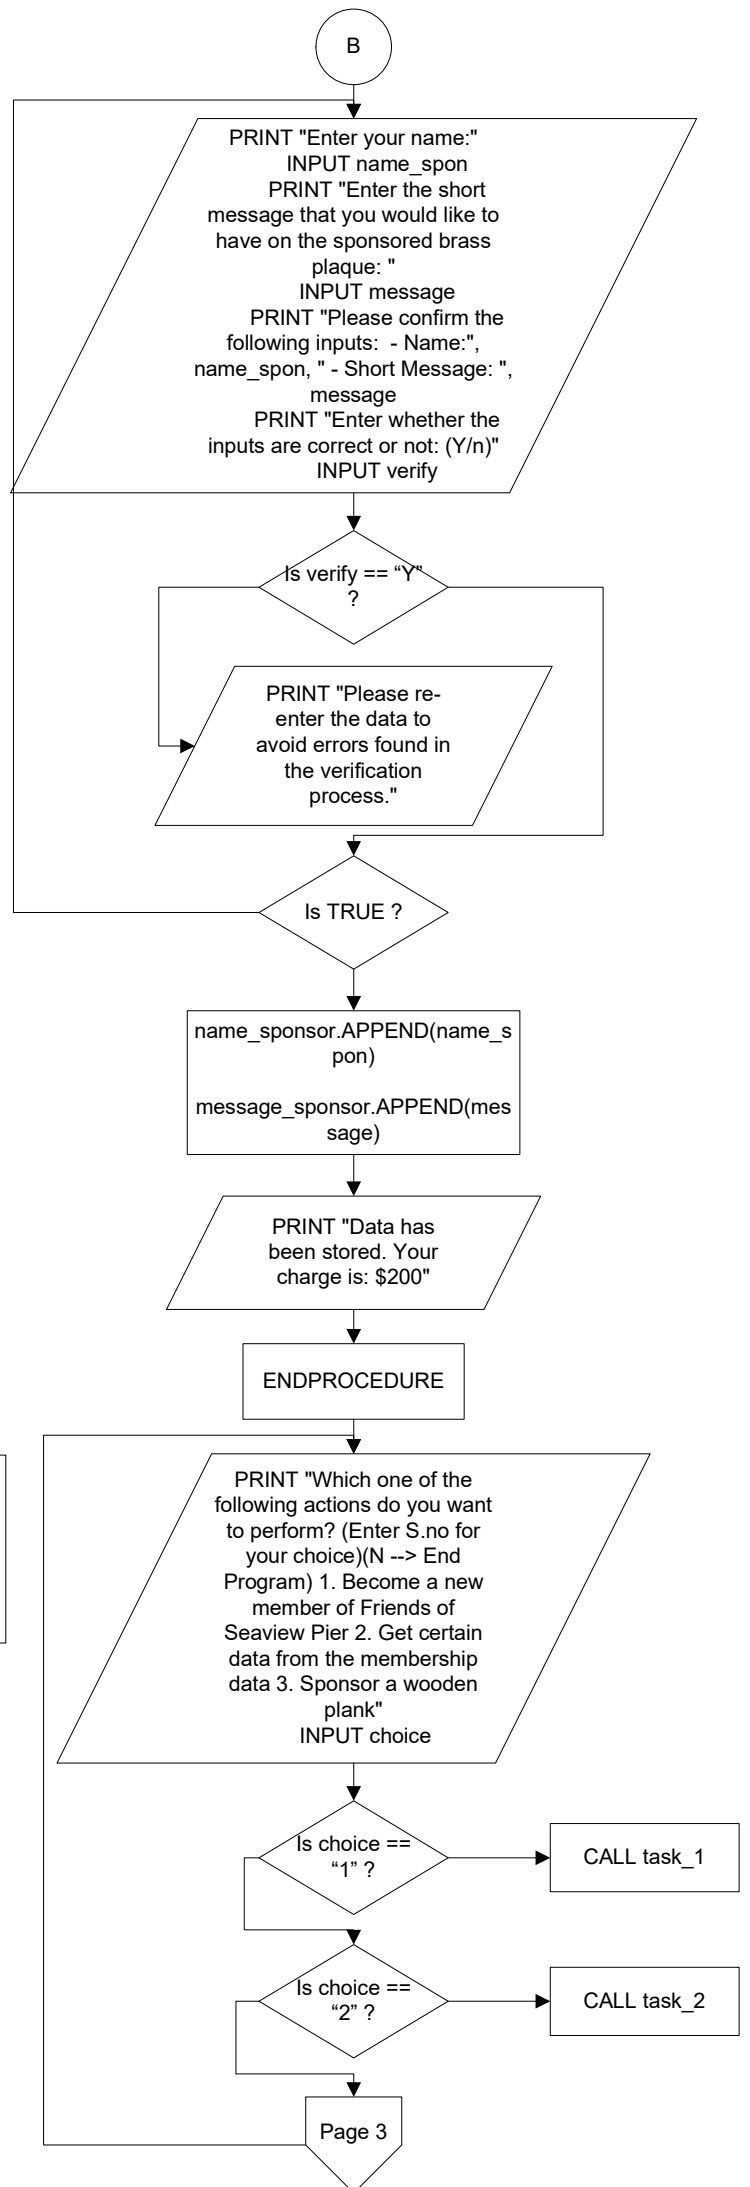 B
PRINT "Enter your name:"
INPUT name_spon
PRINT "Enter the short
message that you would like to
have on the sponsored brass
plaque: "
INPUT message
PRINT "Please confirm the
following inputs:  - Name:",
name_spon, " - Short Message: ",
message
PRINT "Enter whether the
inputs are correct or not: (Y/n)"
INPUT verify
Is verify == “Y”
?
PRINT "Please re-
enter the data to
avoid errors found in
the verification
process."
Is TRUE ?
name_sponsor.APPEND(name_s
pon)
message_sponsor.APPEND(mes
sage)
PRINT "Data has
been stored. Your
charge is: $200"
ENDPROCEDURE
PRINT "Which one of the
following actions do you want
to perform? (Enter S.no for
your choice)(N --> End
Program) 1. Become a new
member of Friends of
Seaview Pier 2. Get certain
data from the membership
data 3. Sponsor a wooden
plank"
INPUT choice
Is choice ==
“1” ?
CALL task_1
Is choice ==
“2” ?
CALL task_2
Page 3